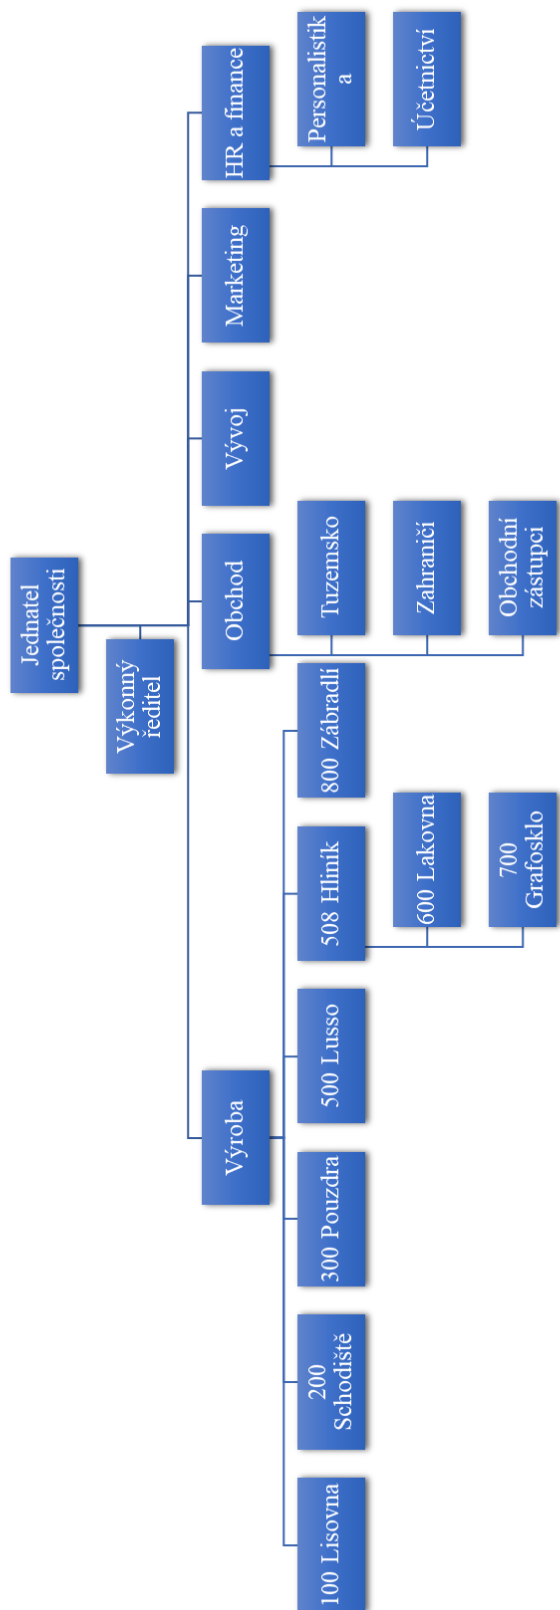 Jednatel
společnosti
Výkonný
ředitel
Výroba
Obchod
Vývoj
Marketing
HR a finance
100 Lisovna
200
Schodiště
300 Pouzdra
500 Lusso
508 Hliník
800 Zábradlí
Tuzemsko
Personalistik
a
600 Lakovna
Zahraničí
Účetnictví
700
Grafosklo
Obchodní
zástupci